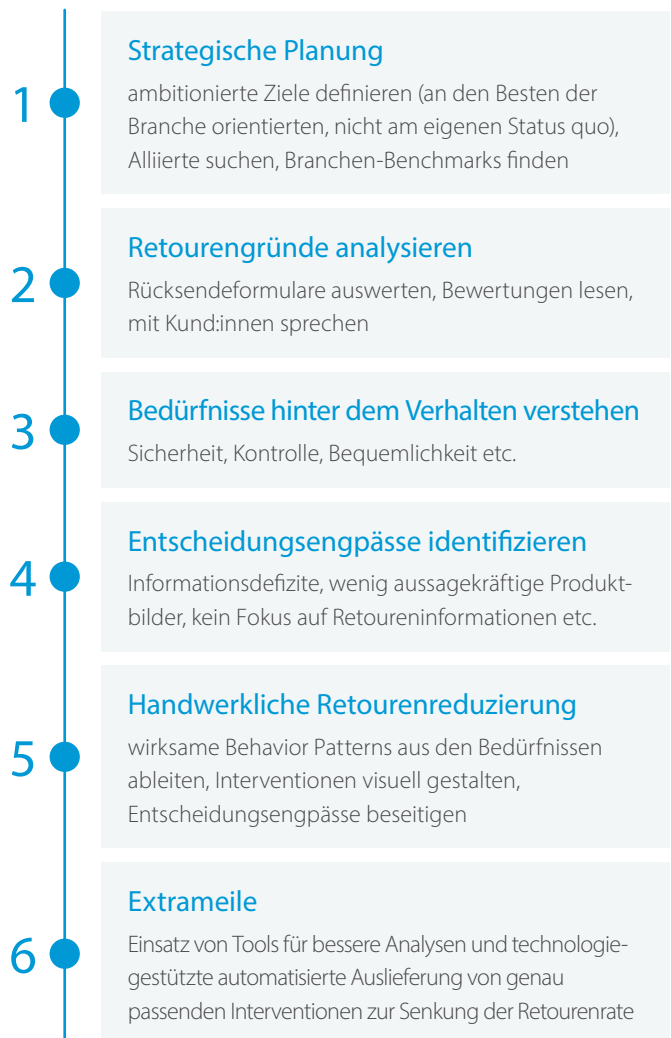 1
Strategische Planung
ambitionierte Ziele definieren (an den Besten der
Branche orientierten, nicht am eigenen Status quo),
Alliierte suchen, Branchen-Benchmarks finden
2
Retourengründe analysieren
Rücksendeformulare auswerten, Bewertungen lesen,
mit Kund:innen sprechen
3
Bedürfnisse hinter dem Verhalten verstehen
Sicherheit, Kontrolle, Bequemlichkeit etc.
4
Entscheidungsengpässe identifizieren
Informationsdefizite, wenig aussagekräftige Produkt-
bilder, kein Fokus auf Retoureninformationen etc.
5
Handwerkliche Retourenreduzierung
wirksame Behavior Patterns aus den Bedürfnissen
ableiten, Interventionen visuell gestalten,
Entscheidungsengpässe beseitigen
6
Extrameile
Einsatz von Tools für bessere Analysen und technologie-
gestützte automatisierte Auslieferung von genau
passenden Interventionen zur Senkung der Retourenrate